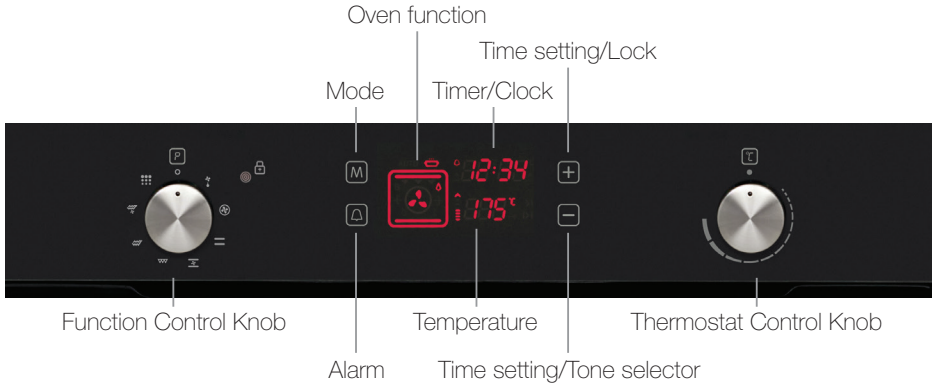 Oven function
Time setting/Lock
Mode
Timer/Clock
P
M
12:34
+
℃
175℃
−
Function Control Knob
Temperature
Thermostat Control Knob
Alarm
Time setting/Tone selector